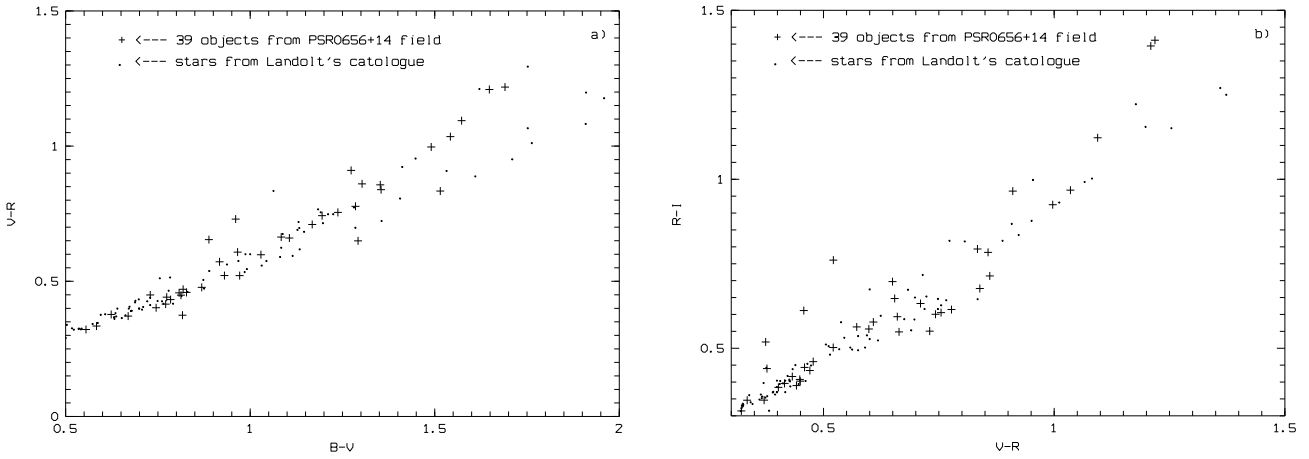 1.5
a)
+ <--- 39 objects from PSR0656+14 field
. <--- stars from Landolt's catologue
1
V-R
0.5
0
0.5
1
1.5
2
B-V
1.5
b)
+ <--- 39 objects from PSR0656+14 field
. <--- stars from Landolt's catologue
1
R-I
0.5
0.5
1
1.5
V-R